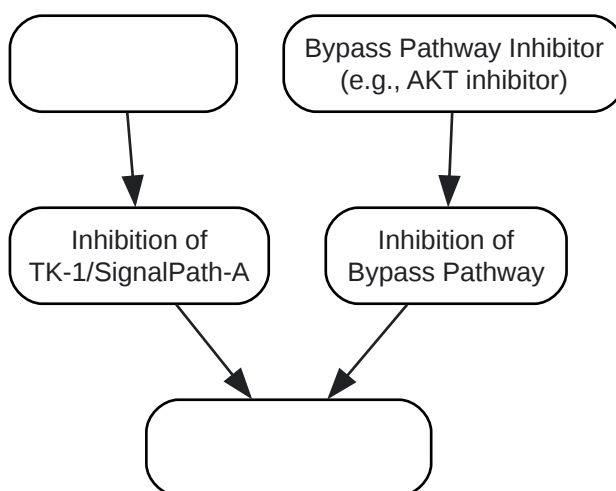 Bypass Pathway Inhibitor
(e.g., AKT inhibitor)
Inhibition of
TK-1/SignalPath-A
Inhibition of
Bypass Pathway